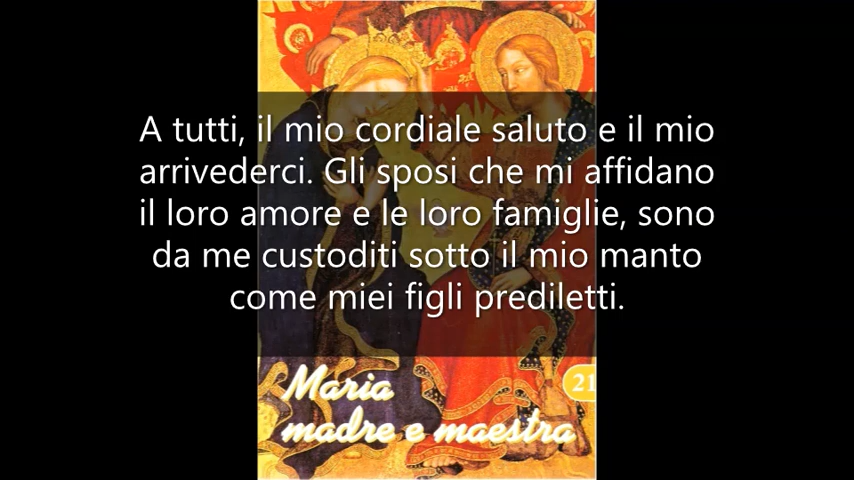 A tutti, il mio cordiale saluto e il mio
arrivederci. Gli sposi che mi affidano
il loro amore e le loro famiglie, sono
da me custoditi sotto il mio manto
come miei figli prediletti.
Maria
21
madre e maestra